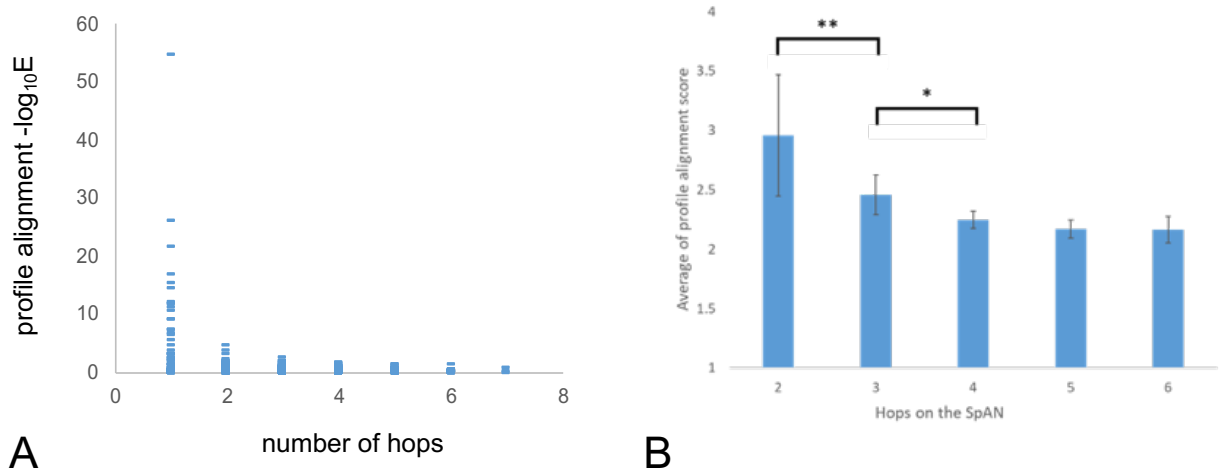 profile alignment -log₁₀E
60
50
40
30
20
10
0
0 2 4 6 8
number of hops
A
Average of profile alignment score
4
3.5
3
2.5
2
1.5
1
**
*
2 3 4 5 6
Hops on the SpAN
B